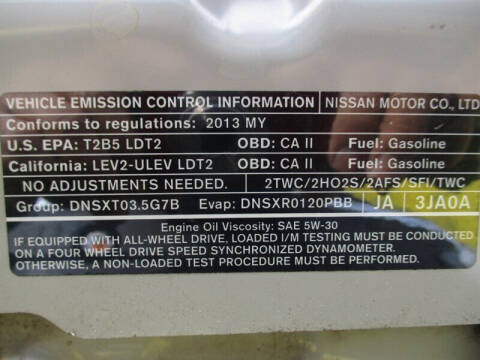 VEHICLE EMISSION CONTROL INFORMATION NISSAN MOTOR CO., LTD
Conforms to regulations: 2013 MY
U.S. EPA: T2B5 LDT2 OBD: CA II Fuel: Gasoline
California: LEV2-ULEV LDT2 OBD: CA II Fuel: Gasoline
NO ADJUSTMENTS NEEDED. 2TWC/2HO2S/2AFS/SFI/TWC
Group: DNSXT03.5G7B Evap: DNSXR0120PBB JA 3JA0A
Engine Oil Viscosity: SAE 5W-30
IF EQUIPPED WITH ALL-WHEEL DRIVE, LOADED I/M TESTING MUST BE CONDUCTED
ON A FOUR WHEEL DRIVE SPEED SYNCHRONIZED DYNAMOMETER.
OTHERWISE, A NON-LOADED TEST PROCEDURE MUST BE PERFORMED.